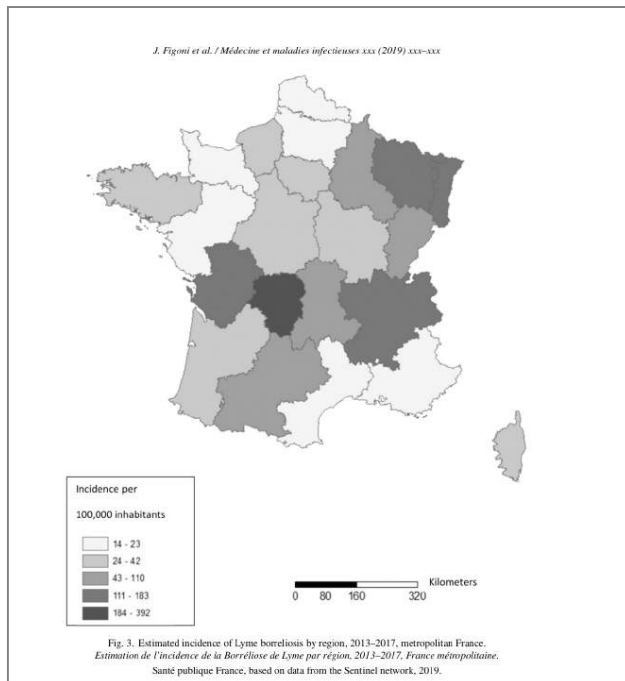 J. Figoni et al. / Médecine et maladies infectieuses xxx (2019) xxx–xxx
Incidence per
100,000 inhabitants
14 - 23
24 - 42
43 - 110
111 - 183
184 - 392
Kilometers
0 80 160 320
Fig. 3. Estimated incidence of Lyme borreliosis by region, 2013–2017, metropolitan France.
Estimation de l'incidence de la Borréliose de Lyme par région, 2013–2017, France métropolitaine.
Santé publique France, based on data from the Sentinel network, 2019.